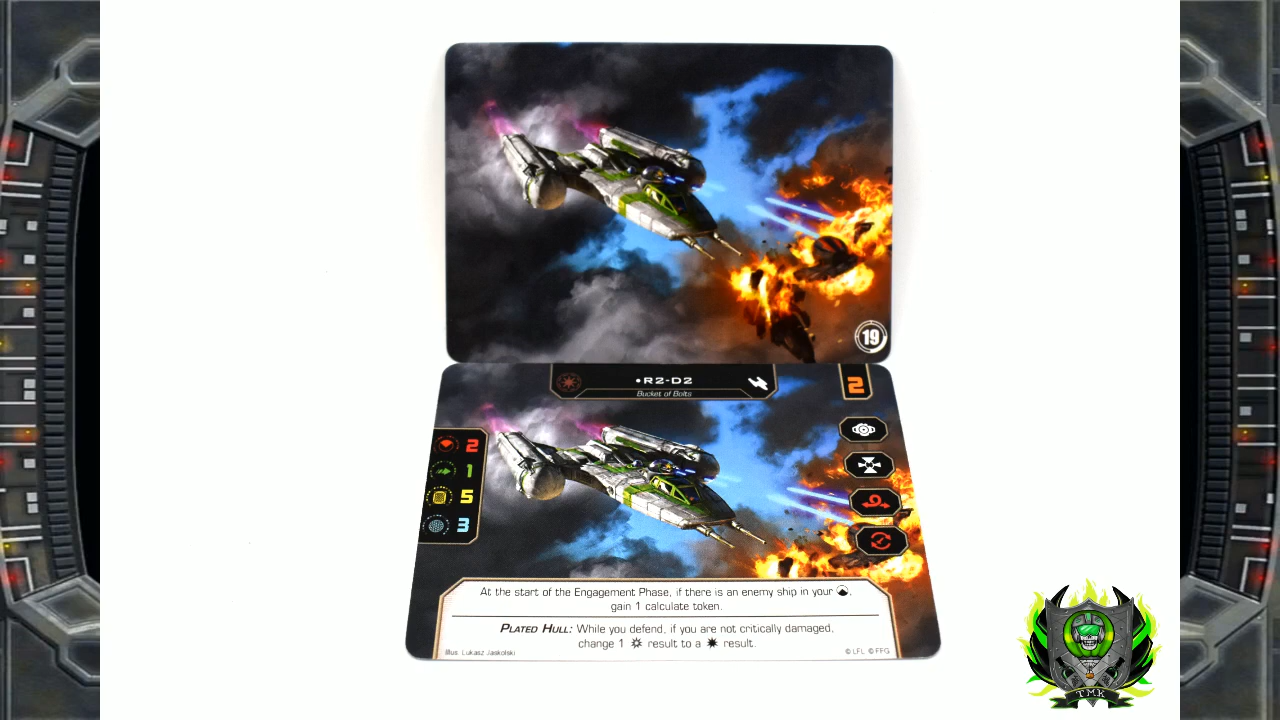 19
•R2-D2
Bucket of Bolts
2
2
1
5
3
At the start of the Engagement Phase, if there is an enemy ship in your ,
gain 1 calculate token.
PLATED HULL: While you defend, if you are not critically damaged,
change 1 result to a result.
Illus. Lukasz Jaskolski
© LFL © FFG
TMK